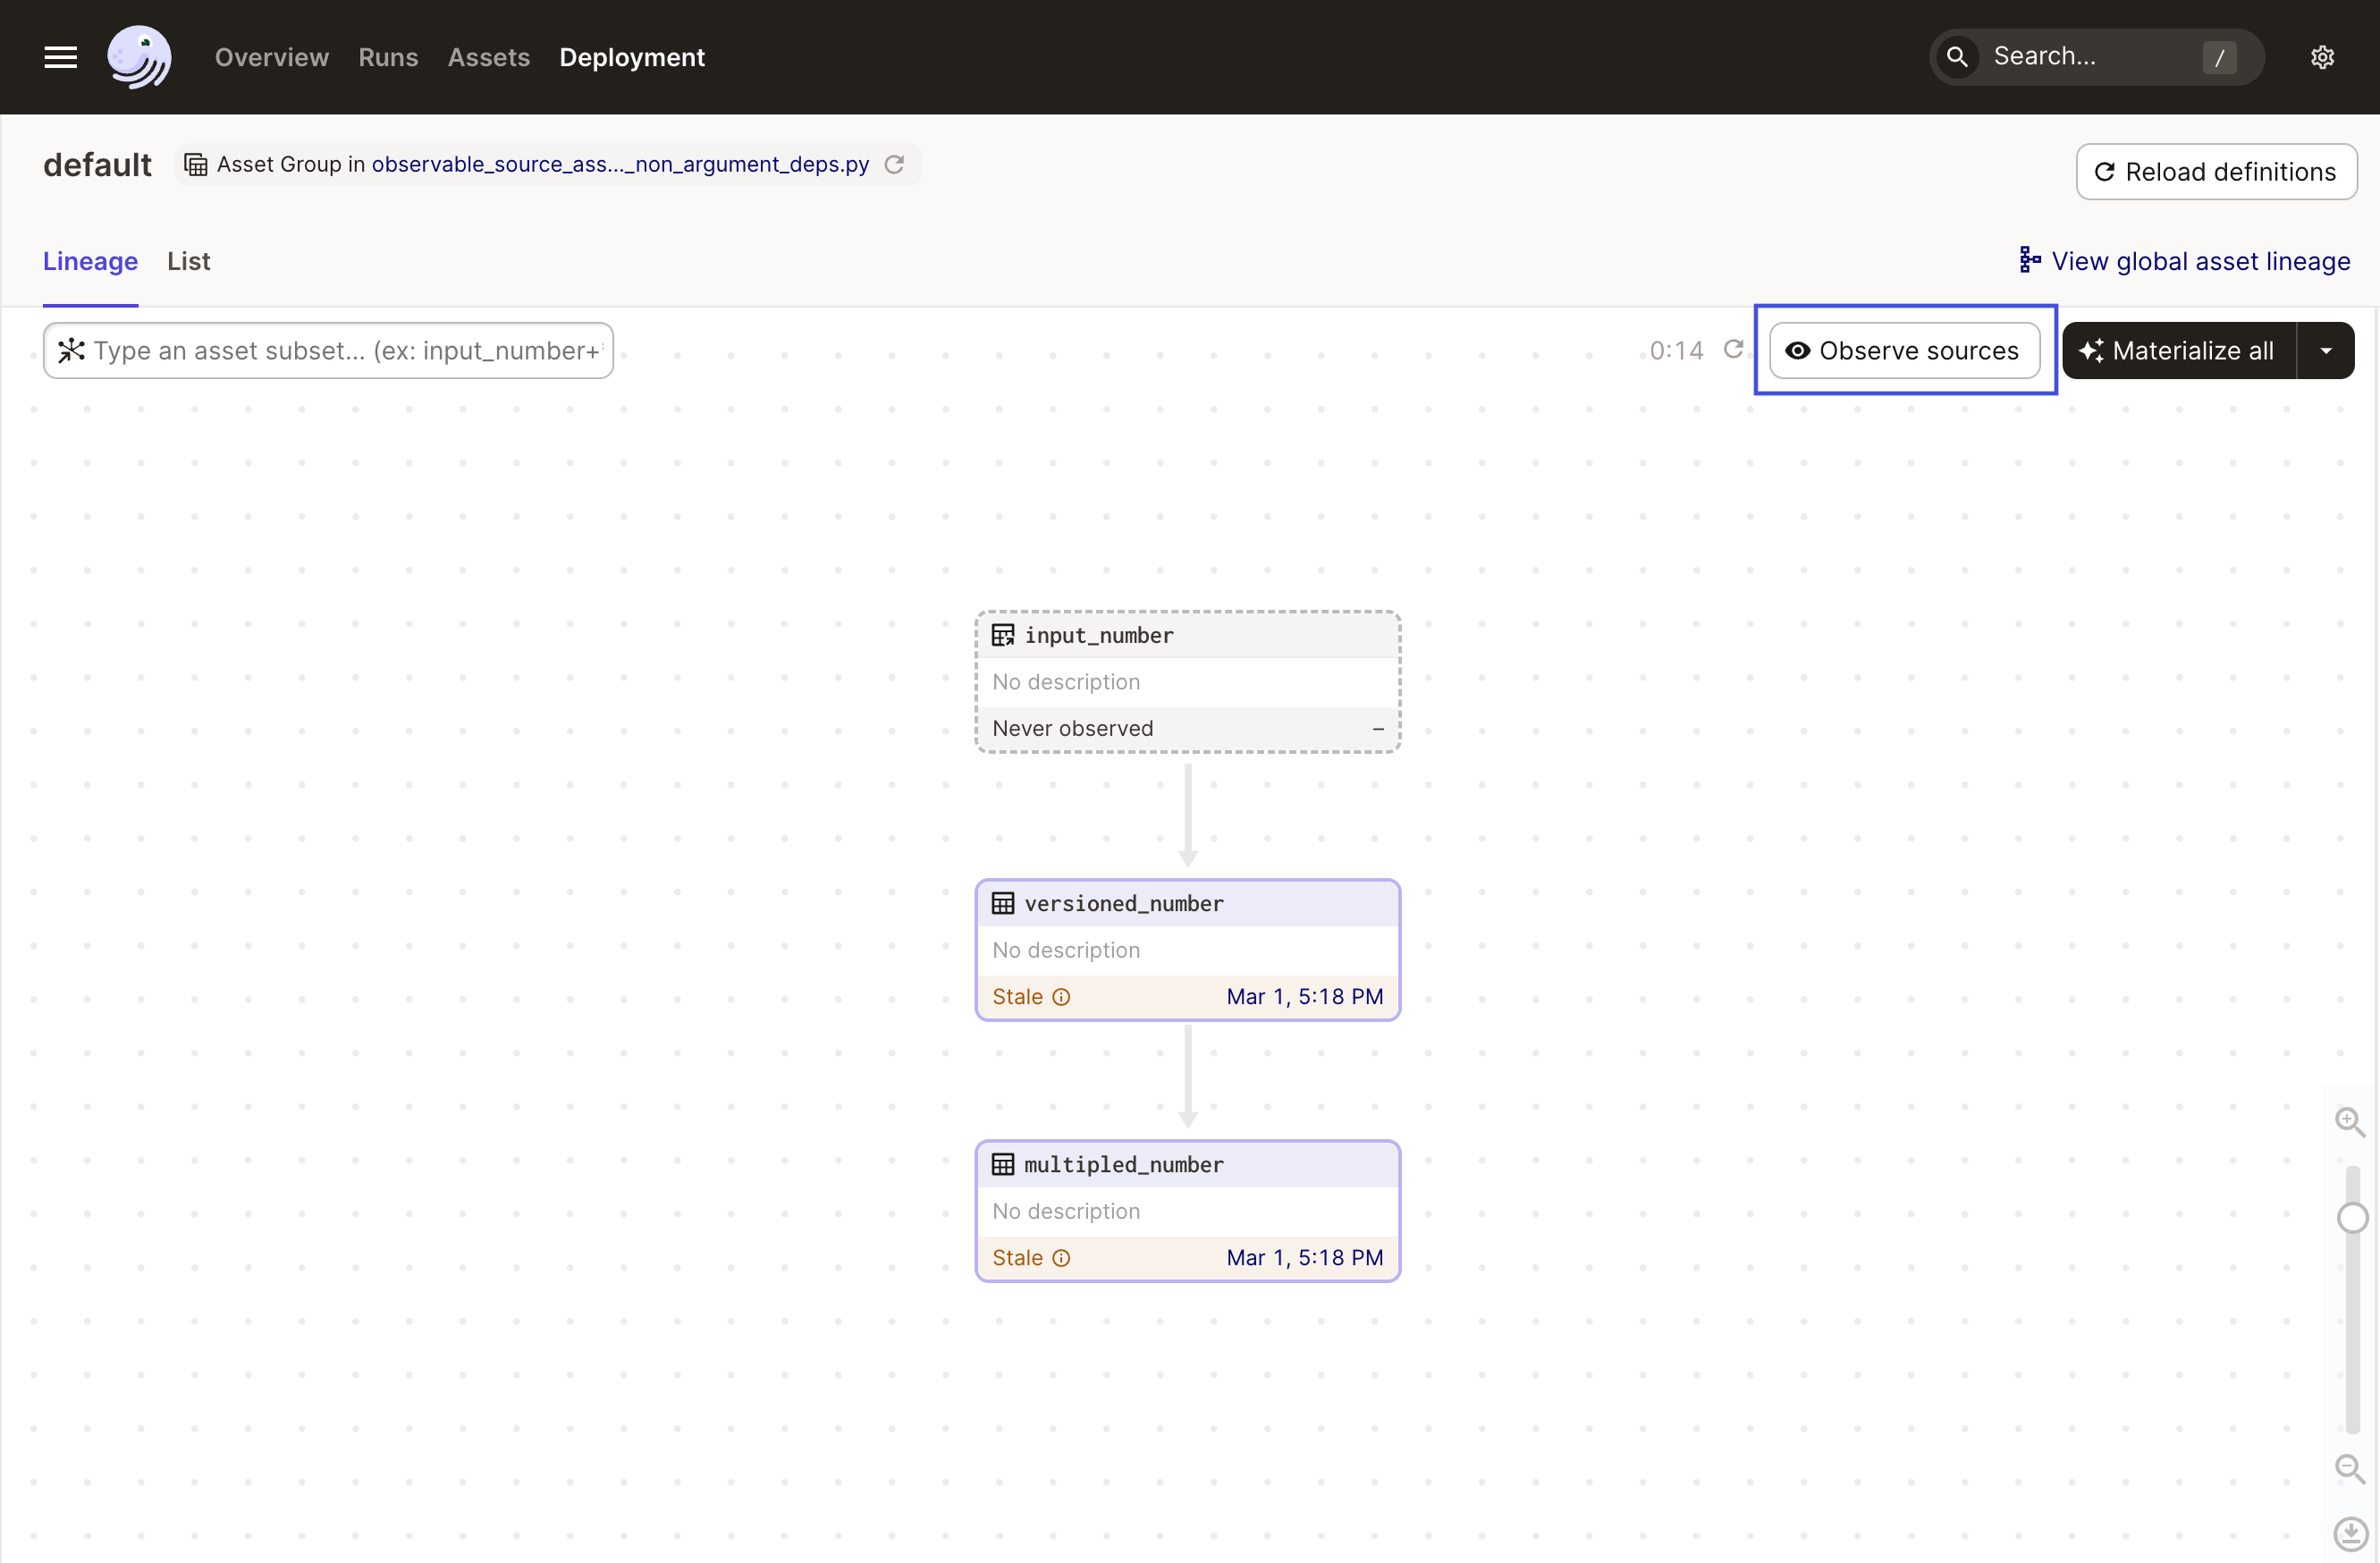 Overview Runs Assets Deployment
Search... /
default
Asset Group in observable_source_ass..._non_argument_deps.py
Reload definitions
Lineage List
View global asset lineage
Type an asset subset... (ex: input_number+
0:14
Observe sources
Materialize all
input_number
No description
Never observed –
versioned_number
No description
Stale Mar 1, 5:18 PM
multipled_number
No description
Stale Mar 1, 5:18 PM